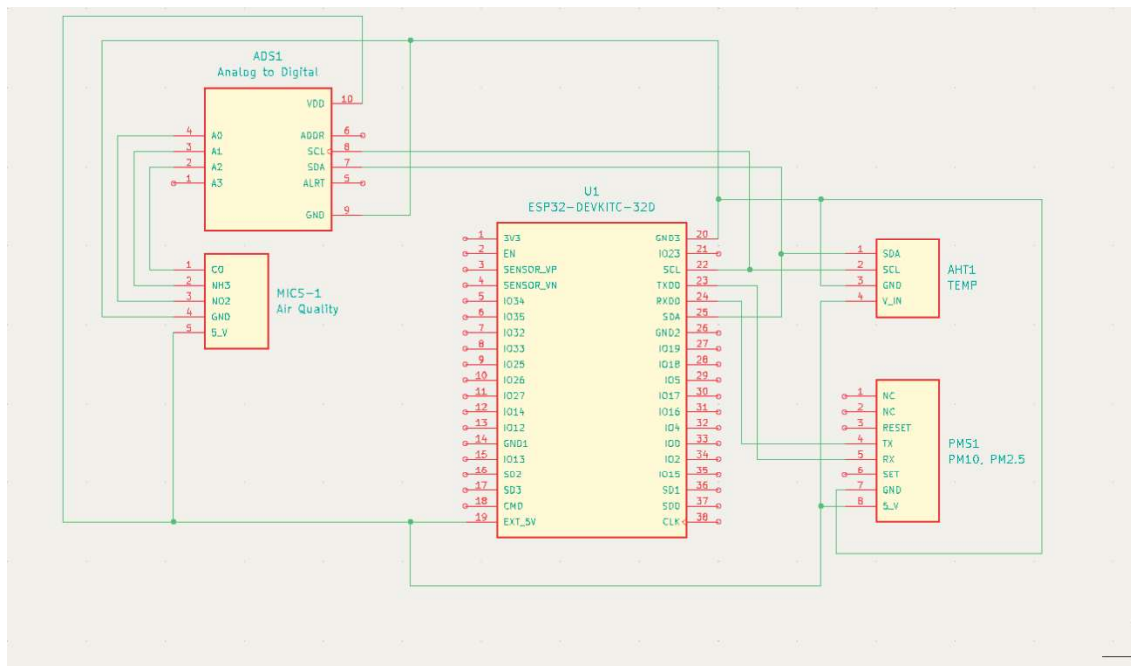 ADS1
Analog to Digital
VDD 10
4 A0
ADDR 6
3 A1
SCL 8
2 A2
SDA 7
1 A3
ALRT 5
GND 9
1 CO
2 NH3
3 NO2
4 GND
5 5_V
MICS-1
Air Quality
U1
ESP32-DEVKITC-32D
1 3V3
GND3 20
2 EN
IO23 21
3 SENSOR_VP
SCL 22
4 SENSOR_VN
TXD0 23
5 IO34
RXD0 24
6 IO35
SDA 25
7 IO32
GND2 26
8 IO33
IO19 27
9 IO25
IO18 28
10 IO26
IO5 29
11 IO27
IO17 30
12 IO14
IO16 31
13 IO12
IO4 32
14 GND1
IO0 33
15 IO13
IO2 34
16 SD2
IO15 35
17 SD3
SD1 36
18 CMD
SD0 37
19 EXT_5V
CLK 38
1 SDA
2 SCL
3 GND
4 V_IN
AHT1
TEMP
1 NC
2 NC
3 RESET
4 TX
5 RX
6 SET
7 GND
8 5_V
PMS1
PM10, PM2.5